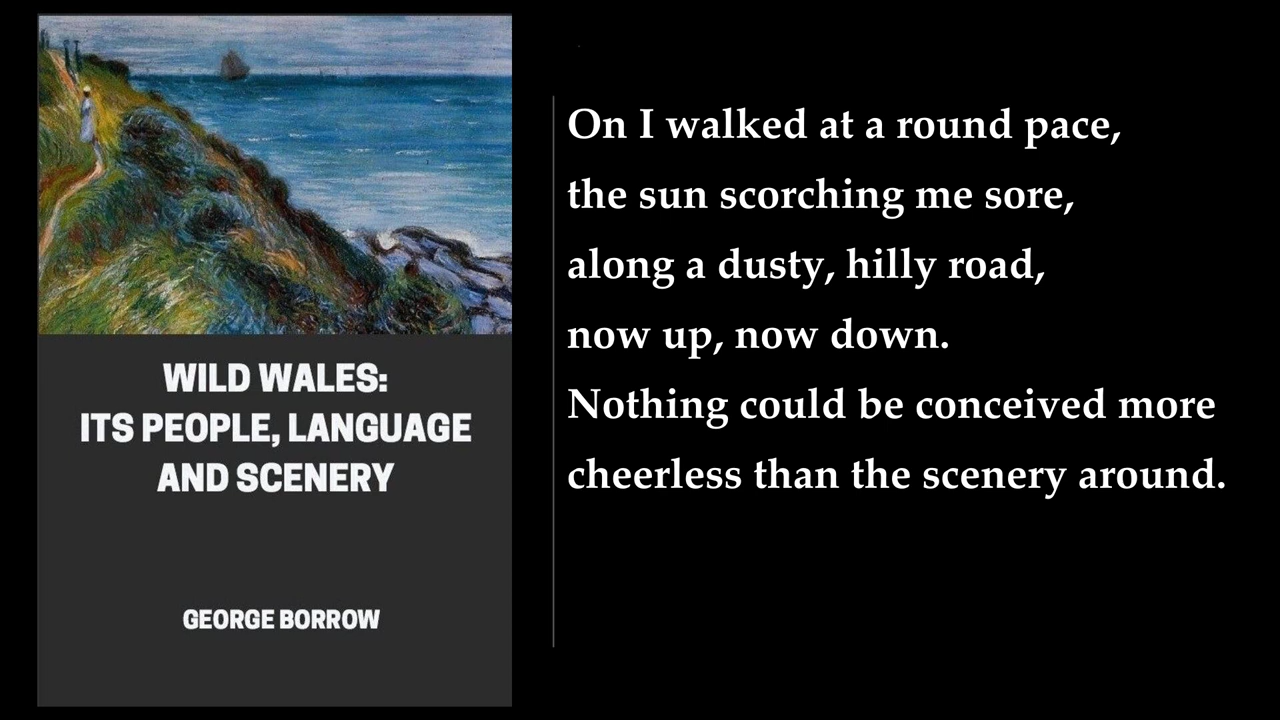 WILD WALES:
ITS PEOPLE, LANGUAGE
AND SCENERY
GEORGE BORROW
On I walked at a round pace,
the sun scorching me sore,
along a dusty, hilly road,
now up, now down.
Nothing could be conceived more
cheerless than the scenery around.